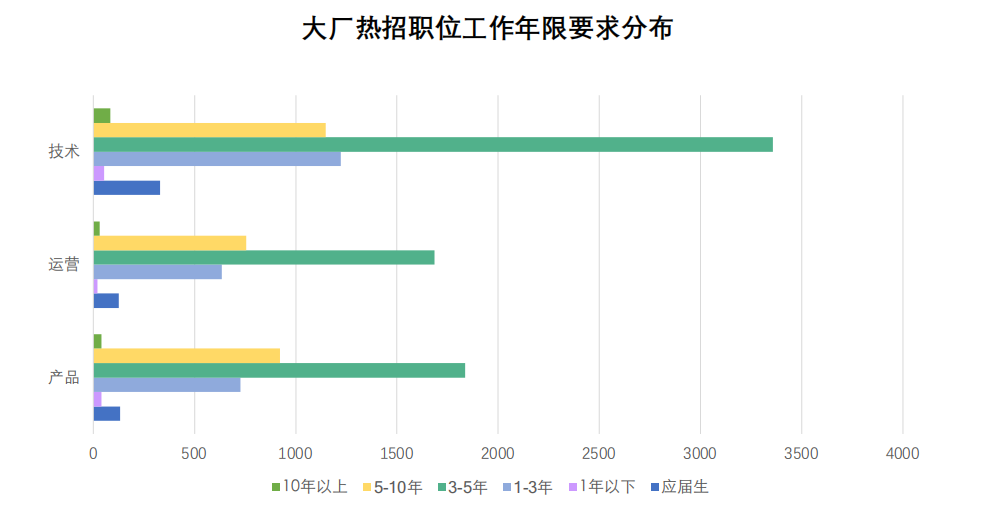 大厂热招职位工作年限要求分布
技术
运营
产品
0 500 1000 1500 2000 2500 3000 3500 4000
10年以上 5-10年 3-5年 1-3年 1年以下 应届生